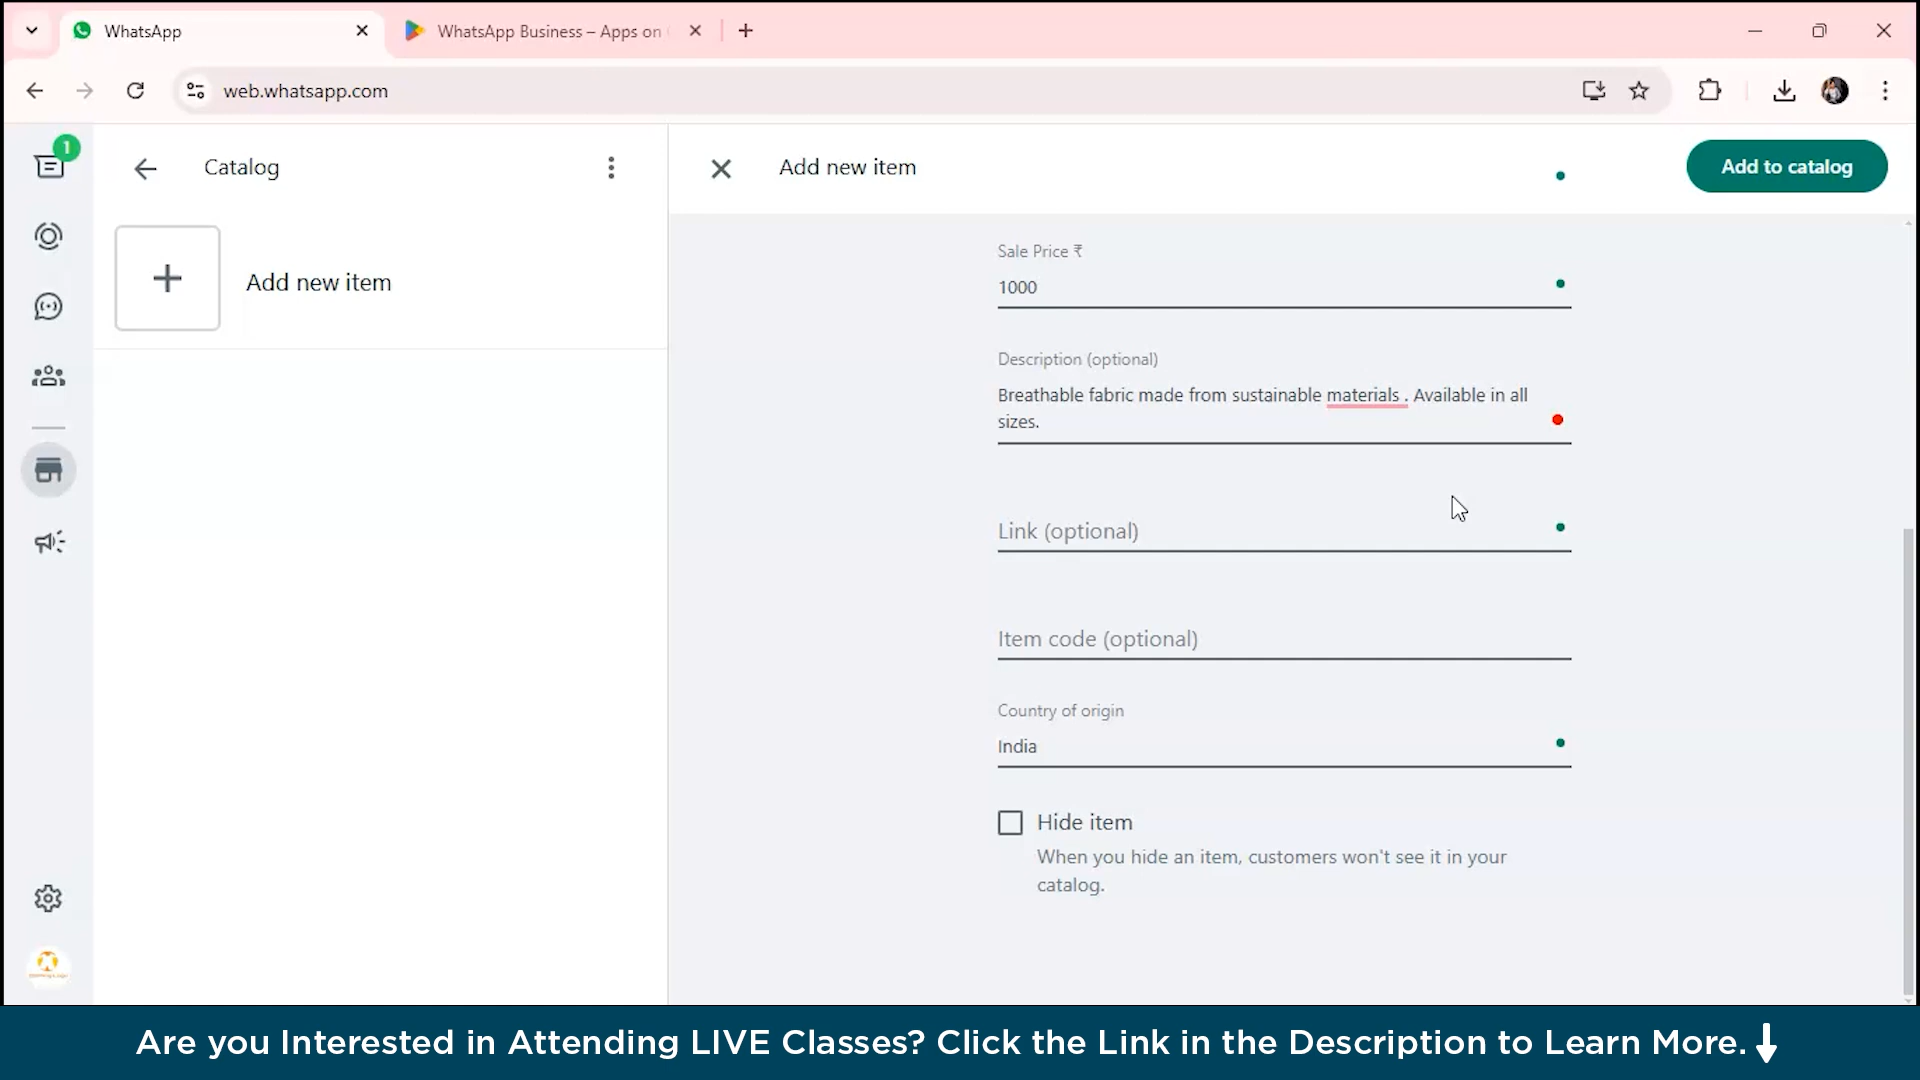 WhatsApp
WhatsApp Business – Apps on
web.whatsapp.com
1
Catalog
Add new item
Add new item
Add to catalog
Sale Price ₹
1000
Description (optional)
Breathable fabric made from sustainable materials . Available in all
sizes.
Link (optional)
Item code (optional)
Country of origin
India
Hide item
When you hide an item, customers won't see it in your
catalog.
Are you Interested in Attending LIVE Classes? Click the Link in the Description to Learn More.